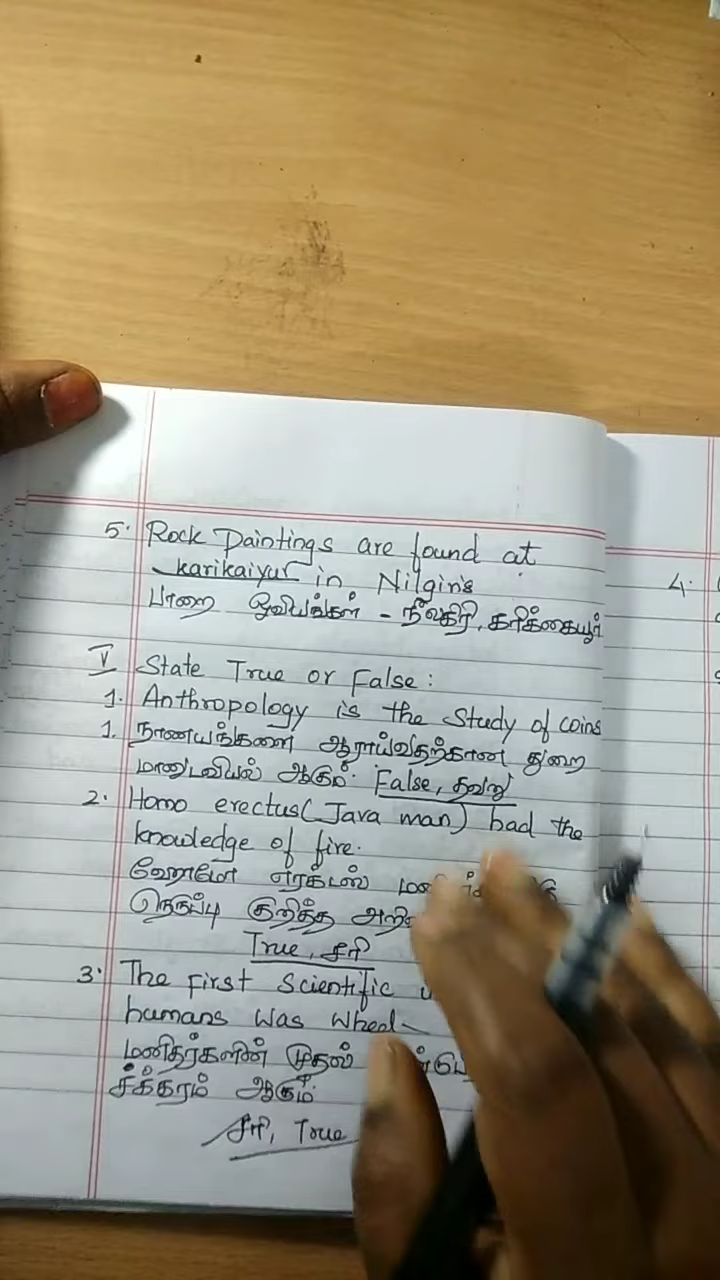 5. Rock Paintings are found at
karikaiyur in Nilgiris
பாறை ஓவியங்கள் - நீலகிரி, கரிக்கையூர்
V State True or False:
1. Anthropology is the Study of coins
1. நாணயங்களை ஆராய்வதற்கான துறை
மானுடவியல் ஆகும். False, தவறு
2. Homo erectus (Java man) had the
knowledge of fire.
ஹோமோ எரக்டஸ்
நெருப்பு குறித்த
True, சரி
3. The First Scientific
humans was wheel
மனிதர்களின் முதல்
சக்கரம் ஆகும்.
சரி, True
4.